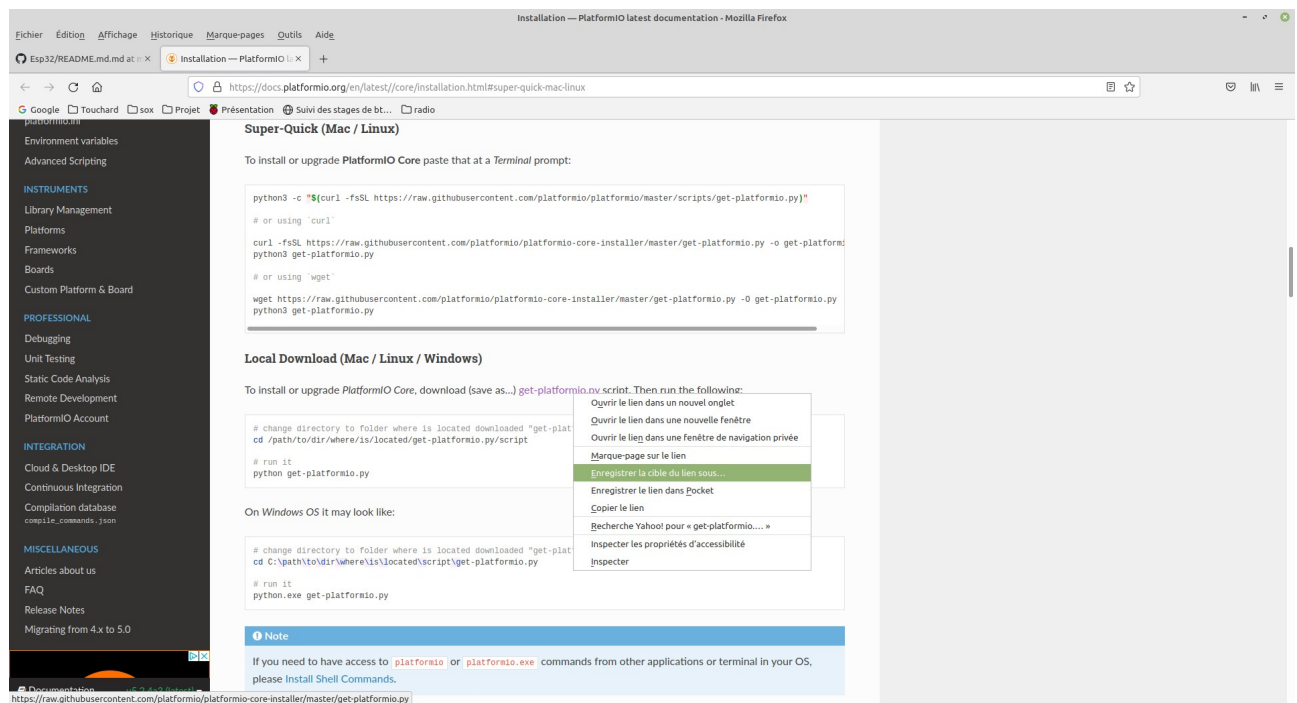 Installation — PlatformIO latest documentation - Mozilla Firefox
Fichier Édition Affichage Historique Marque-pages Outils Aide
Esp32/README.md.md at
Installation — PlatformIO
https://docs.platformio.org/en/latest//core/installation.html#super-quick-mac-linux
Google Touchard sox Projet Présentation Suivi des stages de bt... radio
platformio.ini
Environment variables
Advanced Scripting
INSTRUMENTS
Library Management
Platforms
Frameworks
Boards
Custom Platform & Board
PROFESSIONAL
Debugging
Unit Testing
Static Code Analysis
Remote Development
PlatformIO Account
INTEGRATION
Cloud & Desktop IDE
Continuous Integration
Compilation database
compile_commands.json
MISCELLANEOUS
Articles about us
FAQ
Release Notes
Migrating from 4.x to 5.0
Documentation
Super-Quick (Mac / Linux)
To install or upgrade PlatformIO Core paste that at a Terminal prompt:
python3 -c "$(curl -fsSL https://raw.githubusercontent.com/platformio/platformio/master/scripts/get-platformio.py)"
# or using `curl`
curl -fsSL https://raw.githubusercontent.com/platformio/platformio-core-installer/master/get-platformio.py -o get-platformi
python3 get-platformio.py
# or using `wget`
wget https://raw.githubusercontent.com/platformio/platformio-core-installer/master/get-platformio.py -O get-platformio.py
python3 get-platformio.py
Local Download (Mac / Linux / Windows)
To install or upgrade PlatformIO Core, download (save as...) get-platformio.py script. Then run the following:
# change directory to folder where is located downloaded "get-plat
cd /path/to/dir/where/is/located/get-platformio.py/script
# run it
python get-platformio.py
On Windows OS it may look like:
# change directory to folder where is located downloaded "get-plat
cd C:\path\to\dir\where\is\located\script\get-platformio.py
# run it
python.exe get-platformio.py
Note
If you need to have access to platformio or platformio.exe commands from other applications or terminal in your OS,
please Install Shell Commands.
Ouvrir le lien dans un nouvel onglet
Ouvrir le lien dans une nouvelle fenêtre
Ouvrir le lien dans une fenêtre de navigation privée
Marque-page sur le lien
Enregistrer la cible du lien sous...
Enregistrer le lien dans Pocket
Copier le lien
Recherche Yahoo! pour « get-platformio.... »
Inspecter les propriétés d'accessibilité
Inspecter
https://raw.githubusercontent.com/platformio/platformio-core-installer/master/get-platformio.py